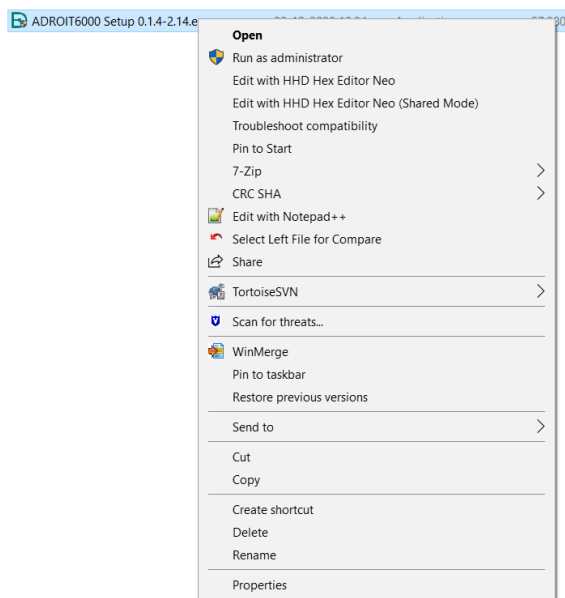 ADROIT6000 Setup 0.1.4-2.14.e
Open
Run as administrator
Edit with HHD Hex Editor Neo
Edit with HHD Hex Editor Neo (Shared Mode)
Troubleshoot compatibility
Pin to Start
7-Zip
CRC SHA
Edit with Notepad++
Select Left File for Compare
Share
TortoiseSVN
Scan for threats...
WinMerge
Pin to taskbar
Restore previous versions
Send to
Cut
Copy
Create shortcut
Delete
Rename
Properties